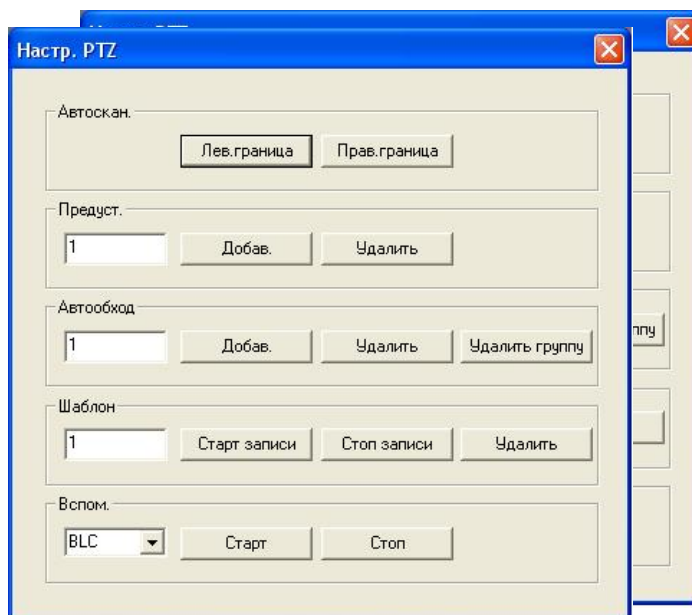 Настр. PTZ
Автоскан.
Лев.граница Прав.граница
Предуст.
1 Добав. Удалить
Автообход
1 Добав. Удалить Удалить группу
Шаблон
1 Старт записи Стоп записи Удалить
Вспом.
BLC Старт Стоп